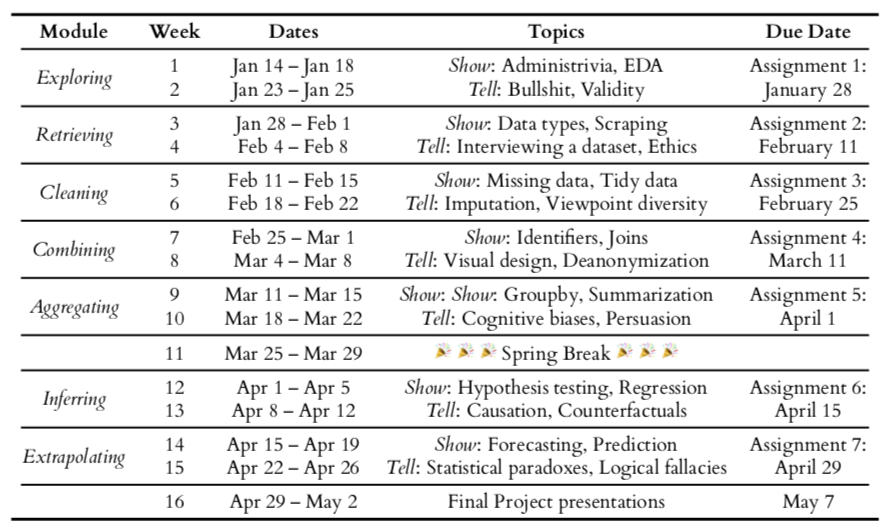 Module Week Dates Topics Due Date
Exploring 1 Jan 14 – Jan 18 Show: Administrivia, EDA Assignment 1:
2 Jan 23 – Jan 25 Tell: Bullshit, Validity January 28
Retrieving 3 Jan 28 – Feb 1 Show: Data types, Scraping Assignment 2:
4 Feb 4 – Feb 8 Tell: Interviewing a dataset, Ethics February 11
Cleaning 5 Feb 11 – Feb 15 Show: Missing data, Tidy data Assignment 3:
6 Feb 18 – Feb 22 Tell: Imputation, Viewpoint diversity February 25
Combining 7 Feb 25 – Mar 1 Show: Identifiers, Joins Assignment 4:
8 Mar 4 – Mar 8 Tell: Visual design, Deanonymization March 11
Aggregating 9 Mar 11 – Mar 15 Show: Show: Groupby, Summarization Assignment 5:
10 Mar 18 – Mar 22 Tell: Cognitive biases, Persuasion April 1
11 Mar 25 – Mar 29 🎉 🎉 🎉 Spring Break 🎉 🎉 🎉
Inferring 12 Apr 1 – Apr 5 Show: Hypothesis testing, Regression Assignment 6:
13 Apr 8 – Apr 12 Tell: Causation, Counterfactuals April 15
Extrapolating 14 Apr 15 – Apr 19 Show: Forecasting, Prediction Assignment 7:
15 Apr 22 – Apr 26 Tell: Statistical paradoxes, Logical fallacies April 29
16 Apr 29 – May 2 Final Project presentations May 7